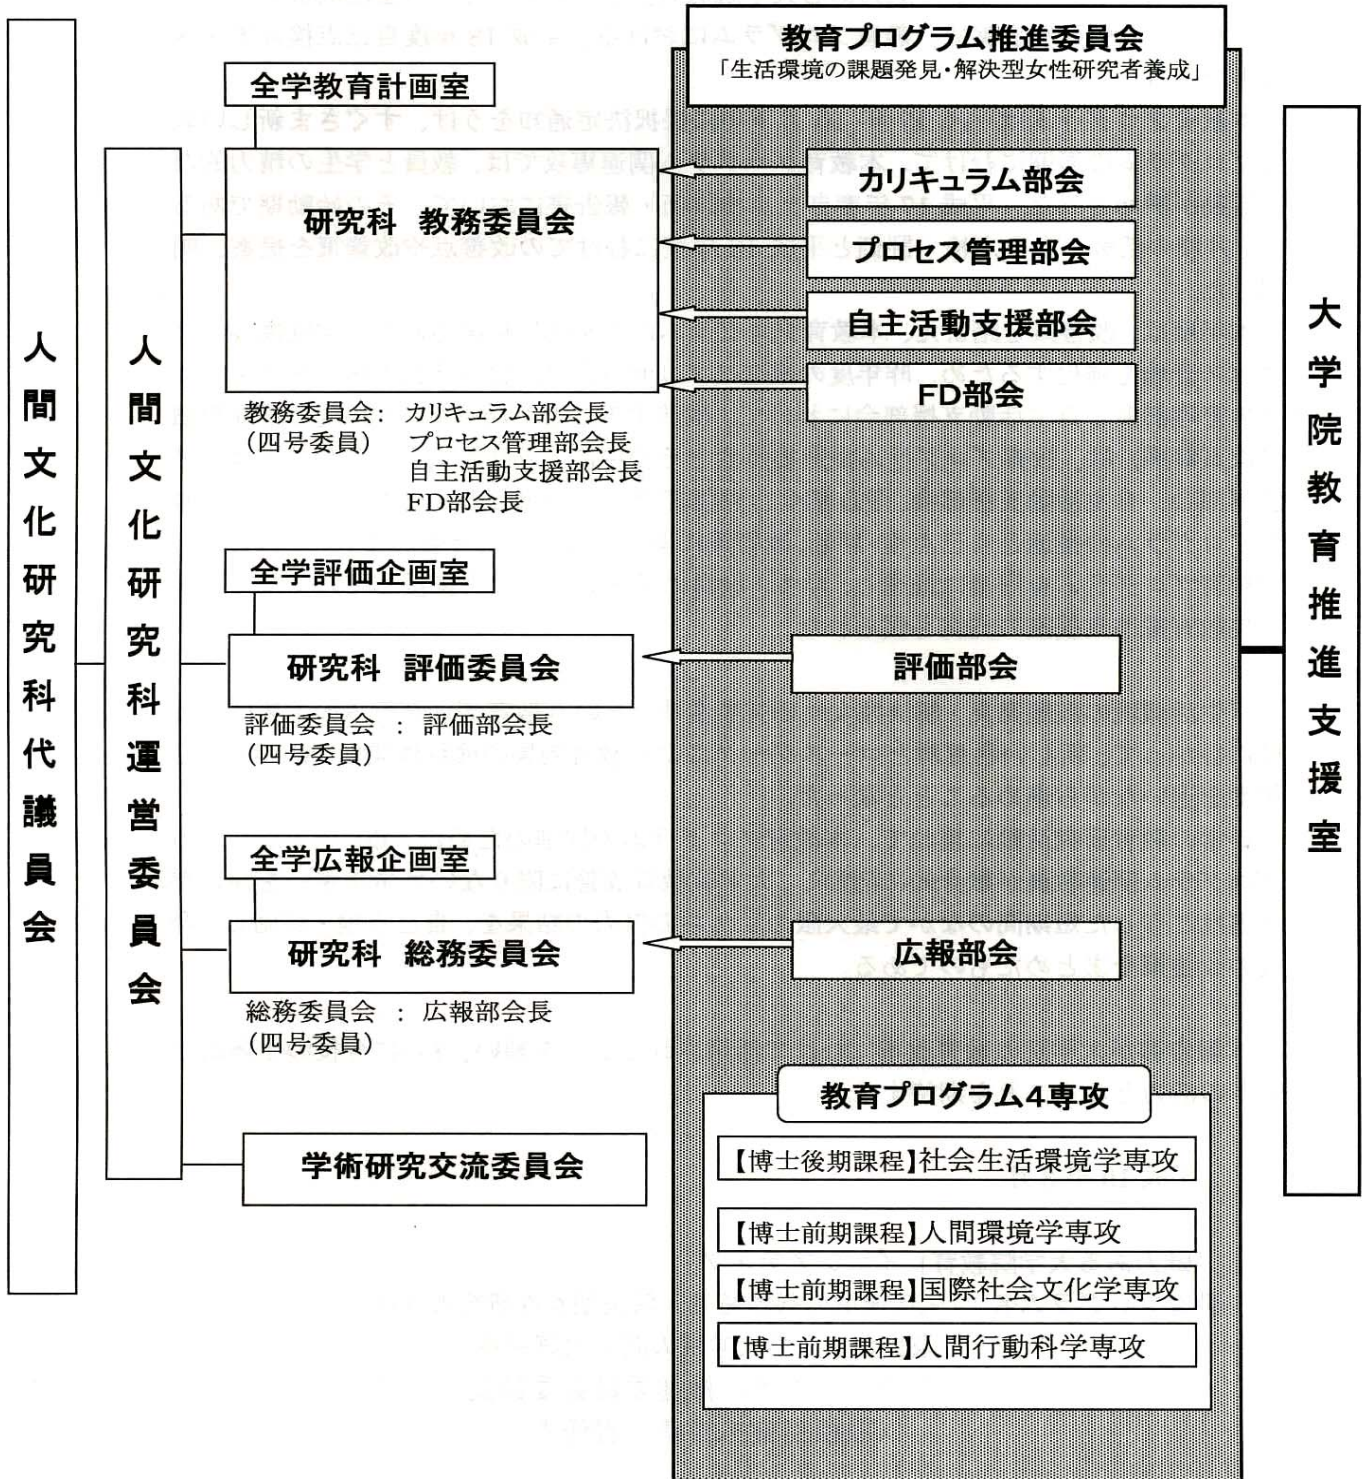 教育プログラム推進委員会
「生活環境の課題発見・解決型女性研究者養成」
全学教育計画室
研究科 教務委員会
カリキュラム部会
プロセス管理部会
自主活動支援部会
FD部会
教務委員会: カリキュラム部会長
(四号委員) プロセス管理部会長
自主活動支援部会長
FD部会長
人間文化研究科代議員会
人間文化研究科運営委員会
大学院教育推進支援室
全学評価企画室
研究科 評価委員会
評価部会
評価委員会 : 評価部会長
(四号委員)
全学広報企画室
研究科 総務委員会
広報部会
総務委員会 : 広報部会長
(四号委員)
学術研究交流委員会
教育プログラム4専攻
【博士後期課程】社会生活環境学専攻
【博士前期課程】人間環境学専攻
【博士前期課程】国際社会文化学専攻
【博士前期課程】人間行動科学専攻